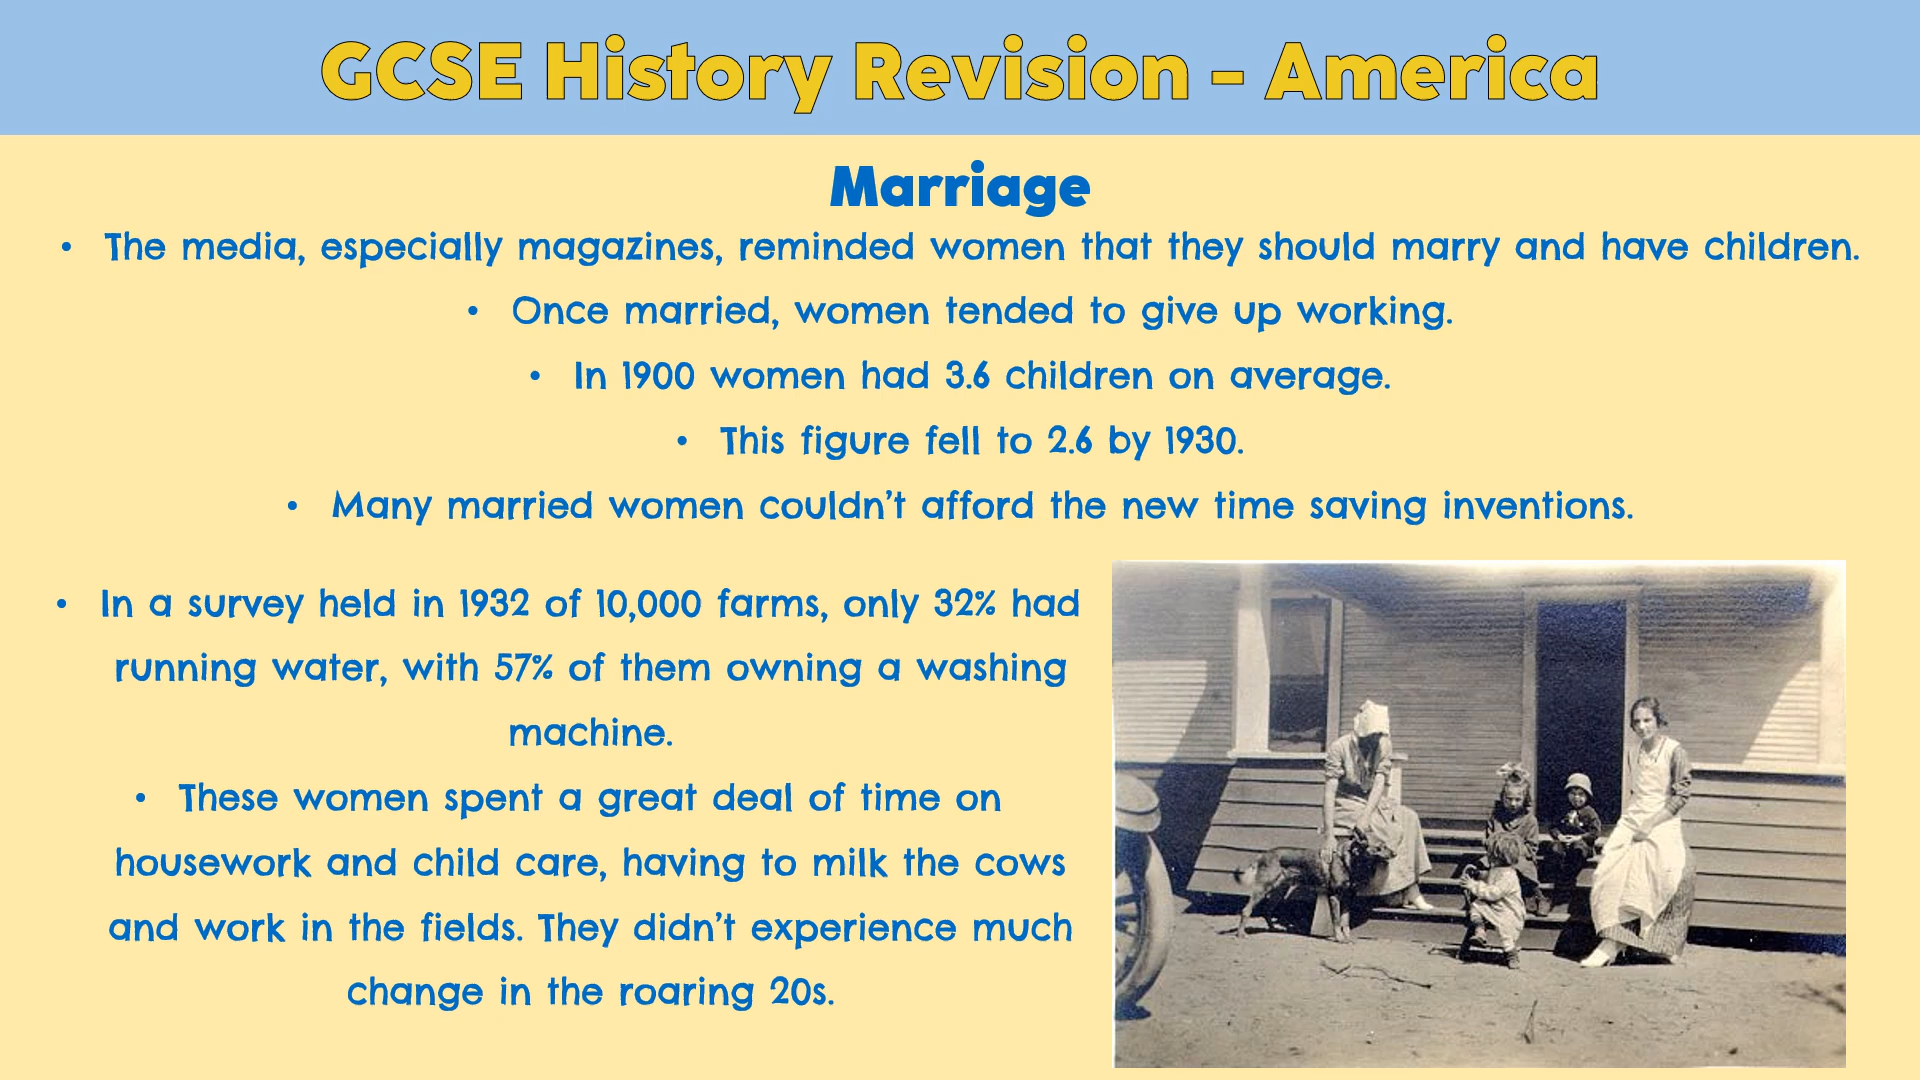 GCSE History Revision - America
Marriage
• The media, especially magazines, reminded women that they should marry and have children.
• Once married, women tended to give up working.
• In 1900 women had 3.6 children on average.
• This figure fell to 2.6 by 1930.
• Many married women couldn't afford the new time saving inventions.
• In a survey held in 1932 of 10,000 farms, only 32% had
running water, with 57% of them owning a washing
machine.
• These women spent a great deal of time on
housework and child care, having to milk the cows
and work in the fields. They didn't experience much
change in the roaring 20s.